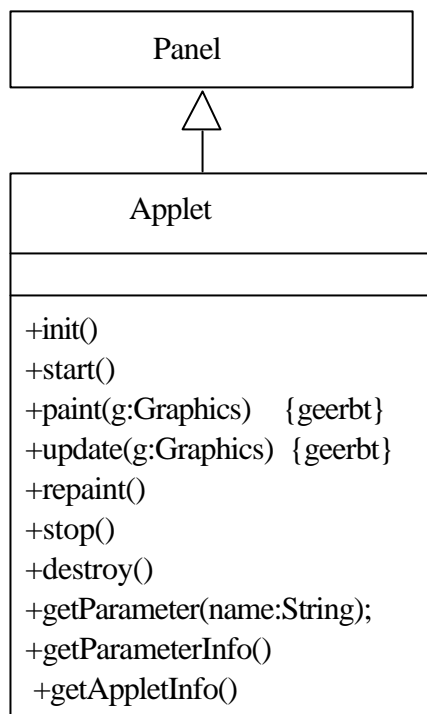 Panel
Applet
+init()
+start()
+paint(g:Graphics) {geerbt}
+update(g:Graphics) {geerbt}
+repaint()
+stop()
+destroy()
+getParameter(name:String);
+getParameterInfo()
+getAppletInfo()